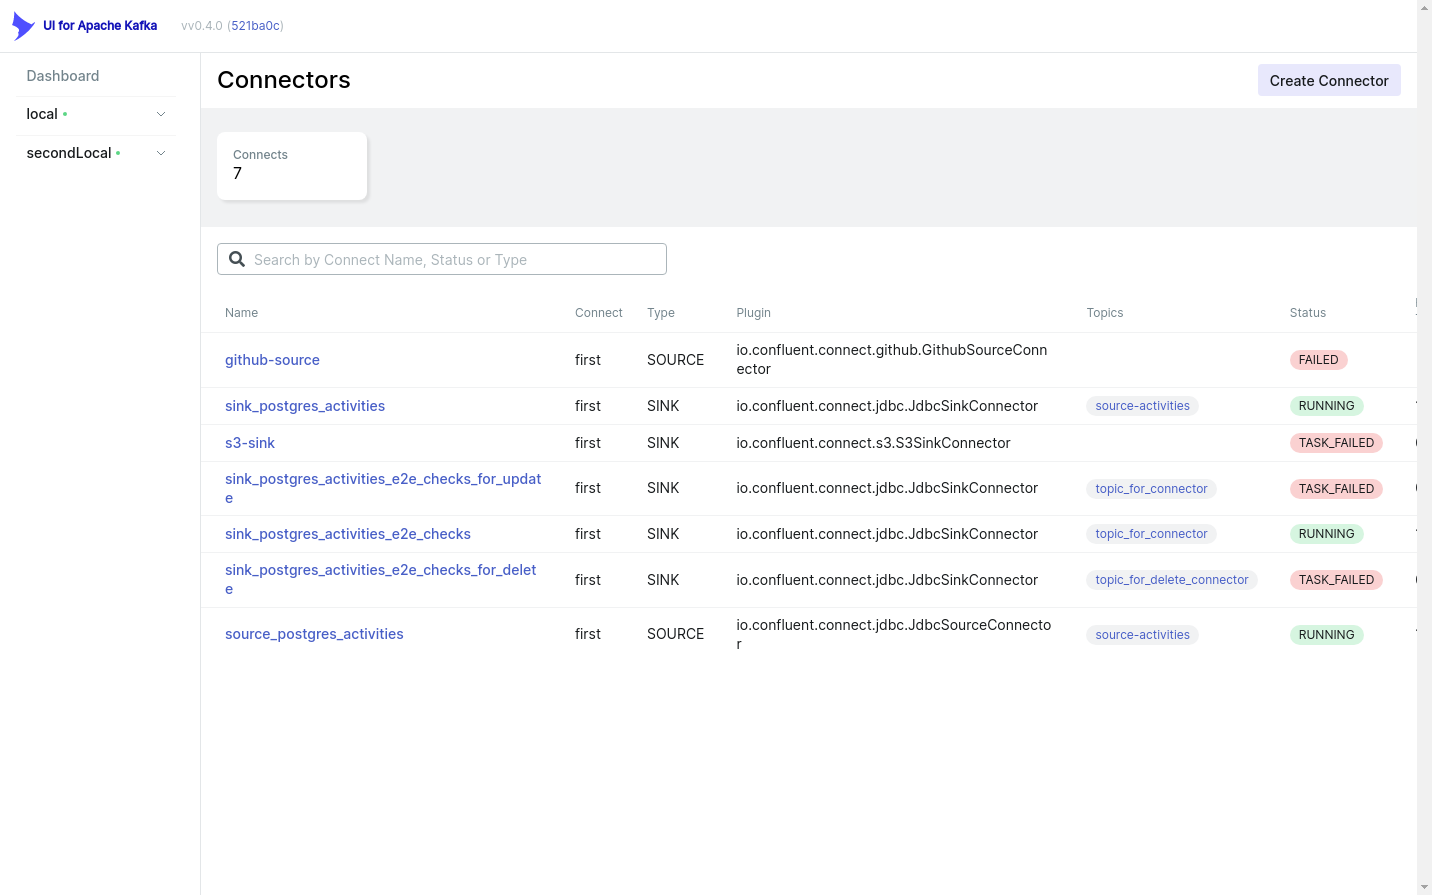 UI for Apache Kafka vv0.4.0 (521ba0c)
Dashboard
local
secondLocal
Connectors
Create Connector
Connects
7
Search by Connect Name, Status or Type
Name Connect Type Plugin Topics Status
github-source first SOURCE io.confluent.connect.github.GithubSourceConn
ector FAILED
sink_postgres_activities first SINK io.confluent.connect.jdbc.JdbcSinkConnector source-activities RUNNING
s3-sink first SINK io.confluent.connect.s3.S3SinkConnector TASK_FAILED
sink_postgres_activities_e2e_checks_for_updat
e first SINK io.confluent.connect.jdbc.JdbcSinkConnector topic_for_connector TASK_FAILED
sink_postgres_activities_e2e_checks first SINK io.confluent.connect.jdbc.JdbcSinkConnector topic_for_connector RUNNING
sink_postgres_activities_e2e_checks_for_delet
e first SINK io.confluent.connect.jdbc.JdbcSinkConnector topic_for_delete_connector TASK_FAILED
source_postgres_activities first SOURCE io.confluent.connect.jdbc.JdbcSourceConnecto
r source-activities RUNNING